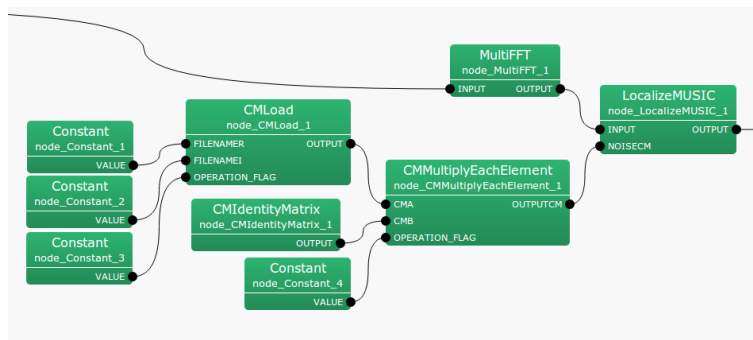 MultiFFT
node_MultiFFT_1
INPUT OUTPUT
LocalizeMUSIC
node_LocalizeMUSIC_1
INPUT OUTPUT
NOISECM
CMLoad
node_CMLoad_1
FILENAMER OUTPUT
FILENAMEI
OPERATION_FLAG
Constant
node_Constant_1
VALUE
Constant
node_Constant_2
VALUE
Constant
node_Constant_3
VALUE
CMMultiplyEachElement
node_CMMultiplyEachElement_1
CMA OUTPUTCM
CMB
OPERATION_FLAG
CMIdentityMatrix
node_CMIdentityMatrix_1
OUTPUT
Constant
node_Constant_4
VALUE